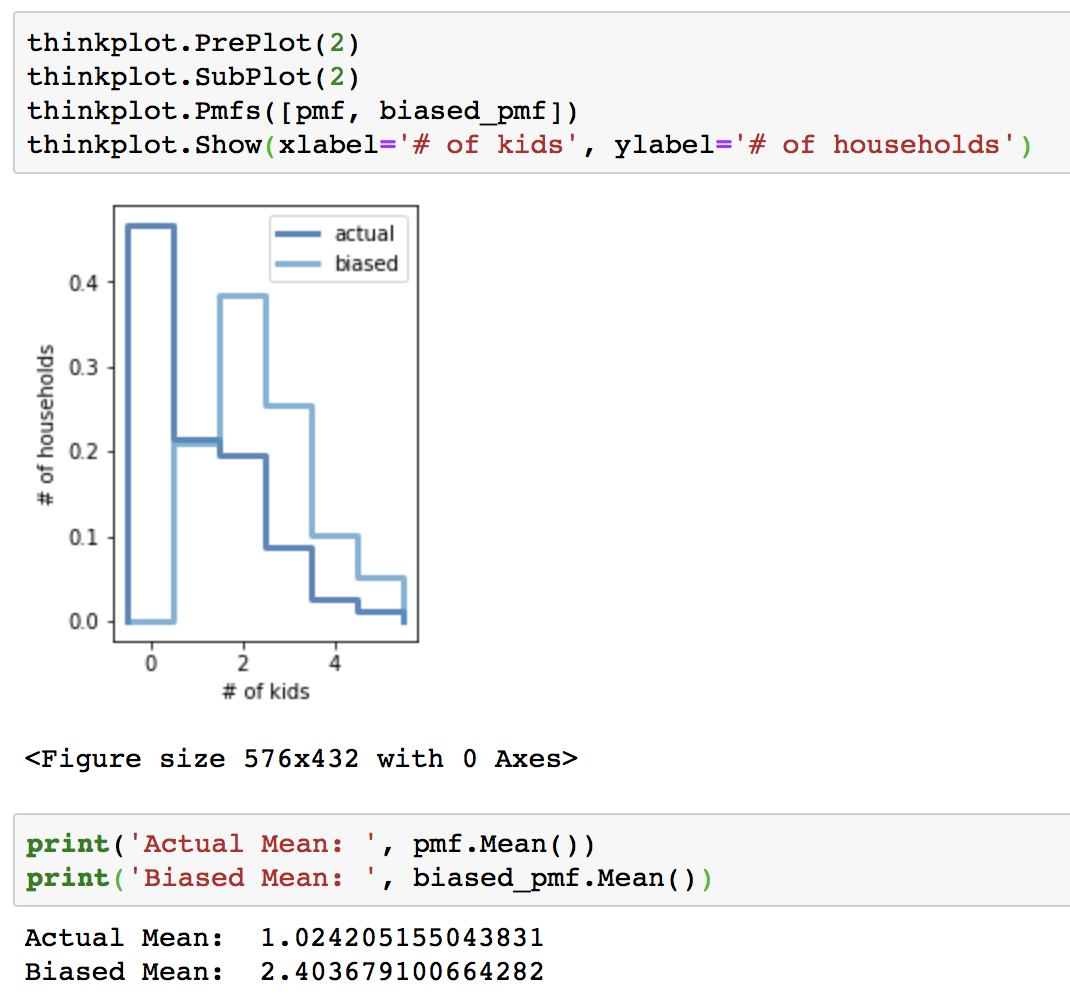 thinkplot.PrePlot(2)
thinkplot.SubPlot(2)
thinkplot.Pmfs([pmf, biased_pmf])
thinkplot.Show(xlabel='# of kids', ylabel='# of households')
actual
biased
0.4
0.3
0.2
0.1
0.0
# of households
0 2 4
# of kids
<Figure size 576x432 with 0 Axes>
print('Actual Mean: ', pmf.Mean())
print('Biased Mean: ', biased_pmf.Mean())
Actual Mean:  1.024205155043831
Biased Mean:  2.403679100664282